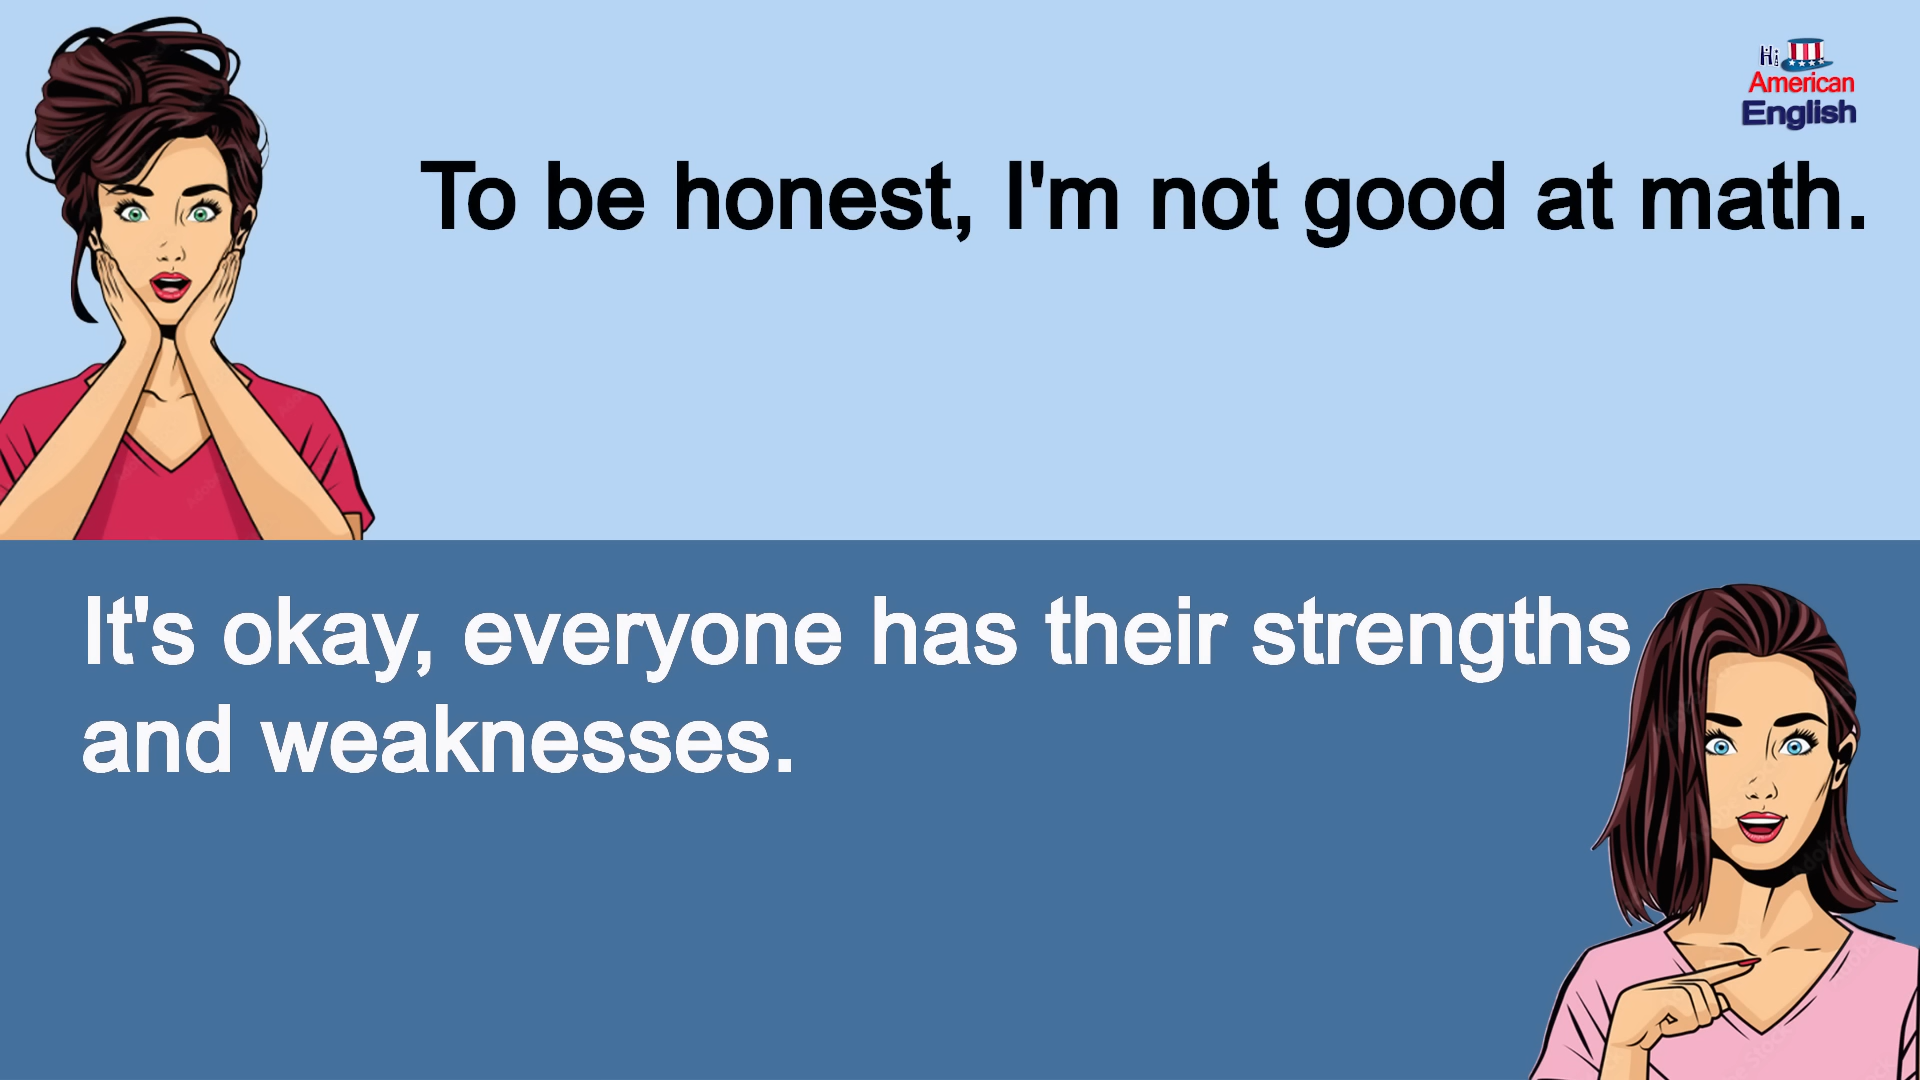 Hi
American
English
To be honest, I'm not good at math.
It's okay, everyone has their strengths
and weaknesses.